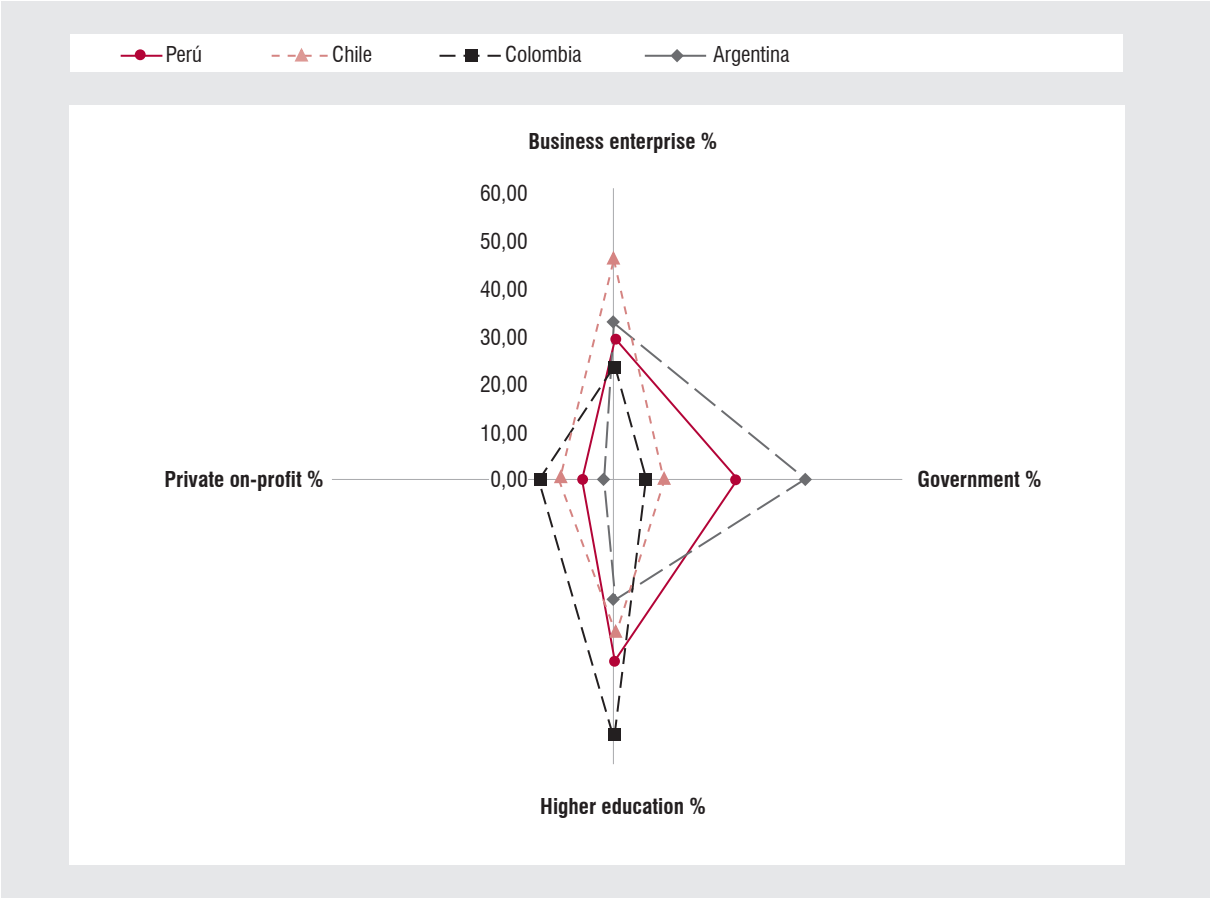 Perú Chile Colombia Argentina
Business enterprise %
60,00
50,00
40,00
30,00
20,00
10,00
Private on-profit % 0,00 Government %
Higher education %